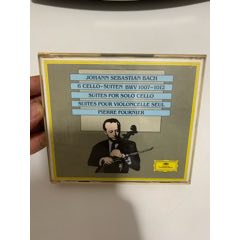 JOHANN SEBASTIAN BACH
6 CELLO-SUITEN BWV 1007-1012
SUITES FOR SOLO CELLO
SUITES POUR VIOLONCELLE SEUL
PIERRE FOURNIER